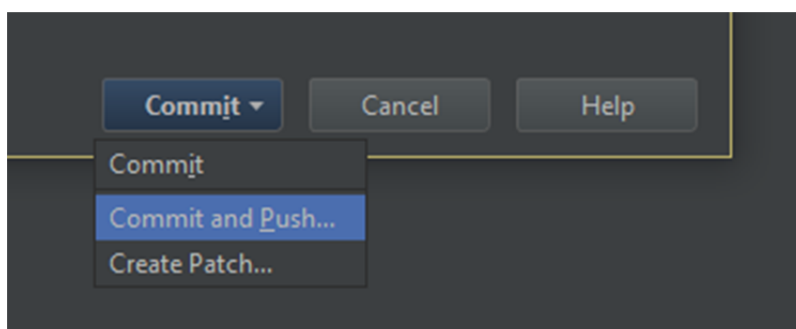 Commit
Cancel
Help
Commit
Commit and Push...
Create Patch...